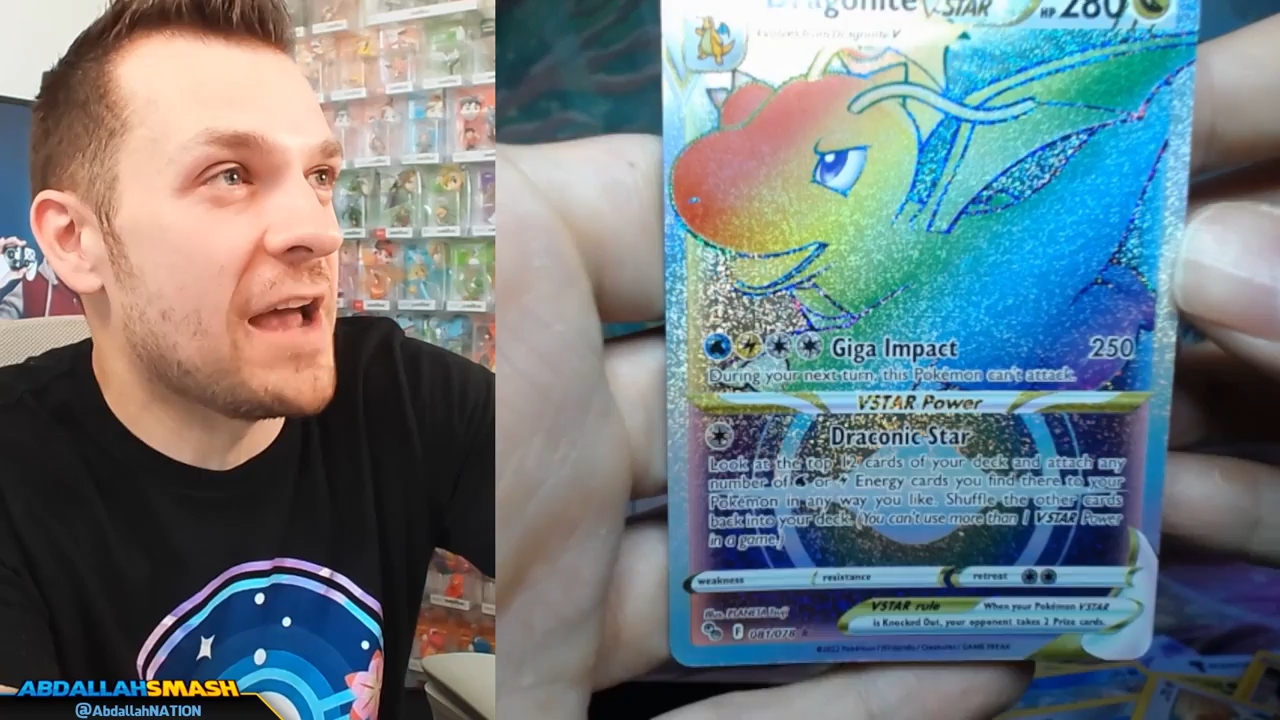 Dragonite VSTAR HP 280
Evolves from Dragonite V
Giga Impact 250
During your next turn, this Pokémon can't attack.
VSTAR Power
Draconic Star
Look at the top 12 cards of your deck and attach any
number of or Energy cards you find there to your
Pokémon in any way you like. Shuffle the other cards
back into your deck. (You can't use more than 1 VSTAR Power
in a game.)
weakness resistance retreat
VSTAR rule When your Pokémon VSTAR
is Knocked Out, your opponent takes 2 Prize cards.
Illus. PLANETA Tsuji
F 081/078
©2022 Pokémon / Nintendo / Creatures / GAME FREAK
ABDALLAHSMASH
@AbdallahNATION